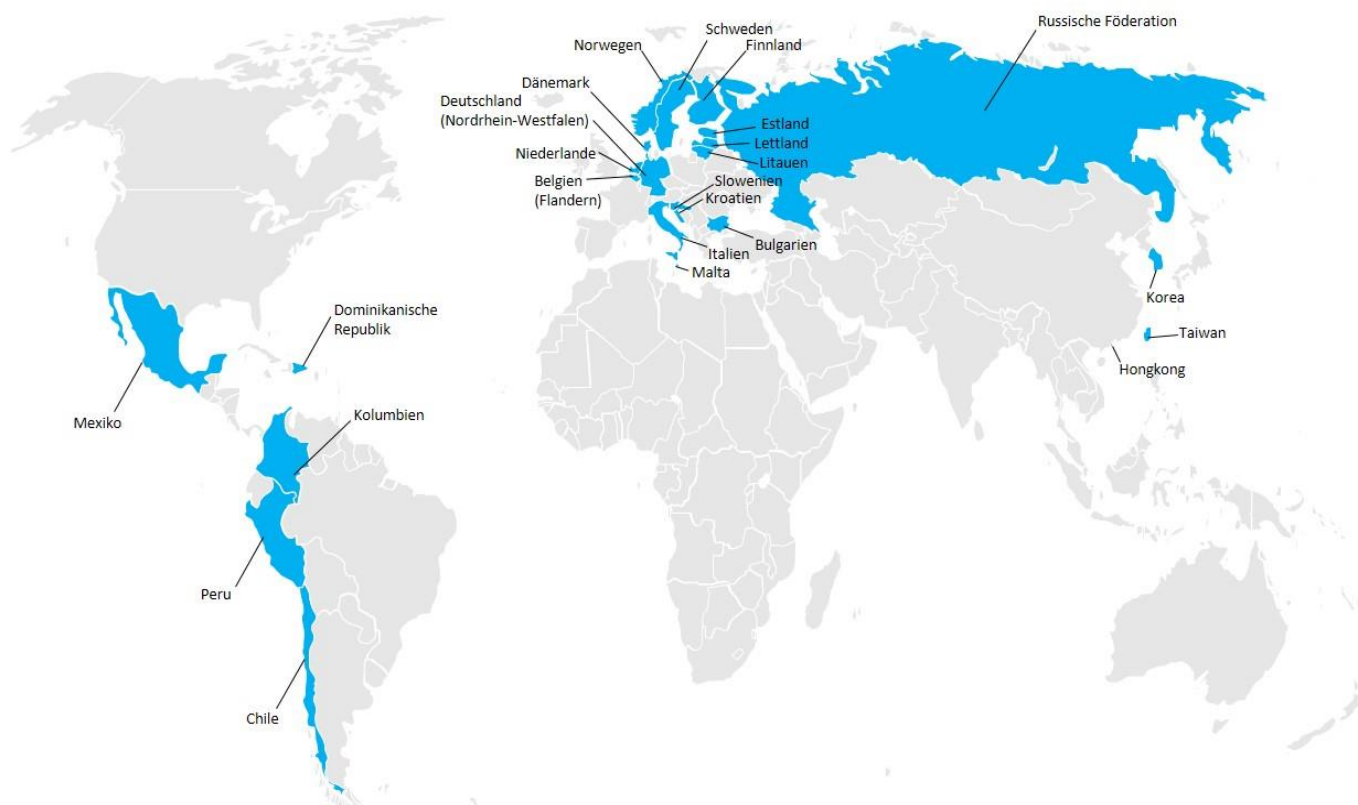 Russische Föderation
Schweden
Norwegen
Finnland
Dänemark
Deutschland
(Nordrhein-Westfalen)
Estland
Lettland
Niederlande
Litauen
Belgien
(Flandern)
Slowenien
Kroatien
Bulgarien
Italien
Malta
Korea
Dominikanische
Republik
Taiwan
Hongkong
Mexiko
Kolumbien
Peru
Chile